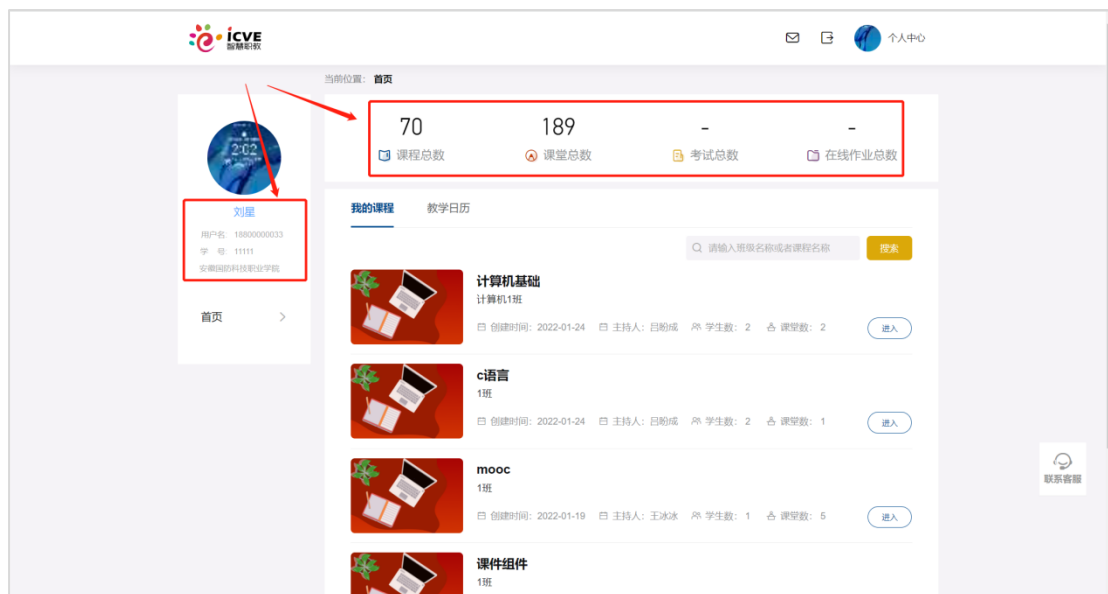 icve
智慧职教
个人中心
当前位置: 首页
2:02
70 189 - -
课程总数 课堂总数 考试总数 在线作业总数
刘星
用户名: 18800000033
学 号: 11111
安徽国防科技职业学院
首页
我的课程 教学日历
请输入班级名称或者课程名称 搜索
计算机基础
计算机1班
创建时间: 2022-01-24 主持人: 吕盼成 学生数: 2 课堂数: 2 进入
c语言
1班
创建时间: 2022-01-24 主持人: 吕盼成 学生数: 2 课堂数: 1 进入
mooc
1班
创建时间: 2022-01-19 主持人: 王冰冰 学生数: 1 课堂数: 5 进入
课件组件
1班
联系客服